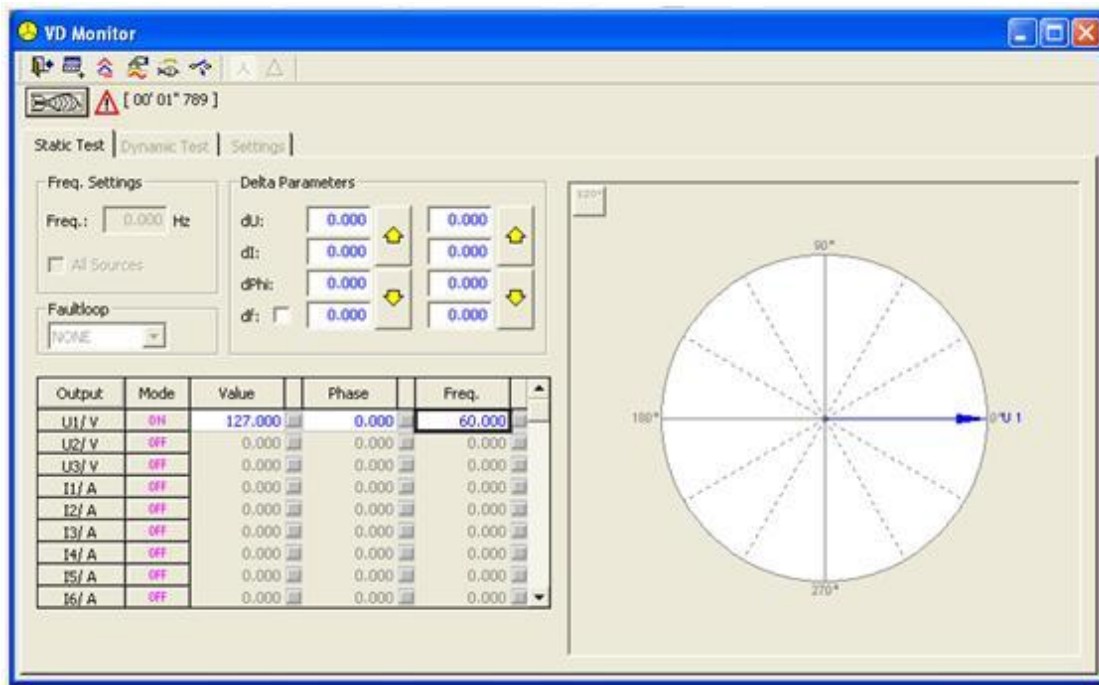 VD Monitor
[ 00' 01" 789 ]
Static Test Dynamic Test Settings
Freq. Settings
Freq.: 0.000 Hz
All Sources
Faultloop
NONE
Delta Parameters
dU: 0.000 0.000
dI: 0.000 0.000
dPhi: 0.000 0.000
df: 0.000 0.000
Output Mode Value Phase Freq.
U1/ V ON 127.000 0.000 60.000
U2/ V OFF 0.000 0.000 0.000
U3/ V OFF 0.000 0.000 0.000
I1/ A OFF 0.000 0.000 0.000
I2/ A OFF 0.000 0.000 0.000
I3/ A OFF 0.000 0.000 0.000
I4/ A OFF 0.000 0.000 0.000
I5/ A OFF 0.000 0.000 0.000
I6/ A OFF 0.000 0.000 0.000
120°
90°
180°
0°U 1
270°